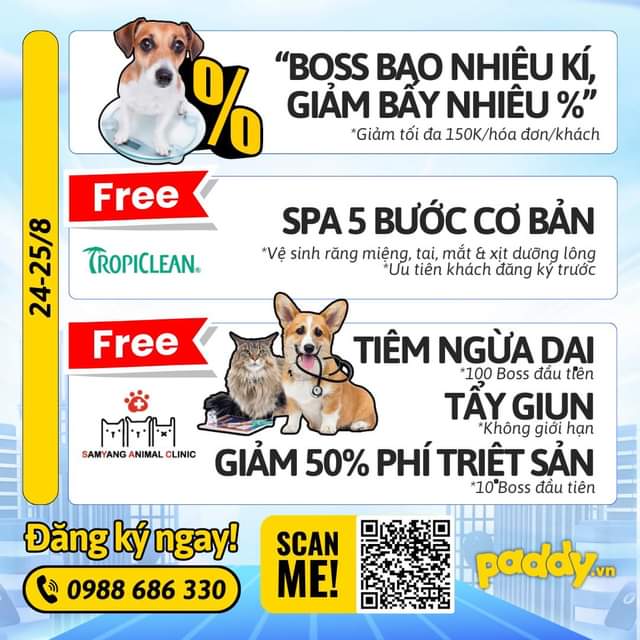 24-25/8
%
"BOSS BAO NHIÊU KÍ,
GIẢM BẤY NHIÊU %"
*Giảm tối đa 150K/hóa đơn/khách
Free
TROPICLEAN®
SPA 5 BƯỚC CƠ BẢN
*Vệ sinh răng miệng, tai, mắt & xịt dưỡng lông
*Ưu tiên khách đăng ký trước
Free
SAMYANG ANIMAL CLINIC
TIÊM NGỪA DẠI
*100 Boss đầu tiên
TẨY GIUN
*Không giới hạn
GIẢM 50% PHÍ TRIỆT SẢN
*10 Boss đầu tiên
Đăng ký ngay!
0988 686 330
SCAN
ME!
paddy.vn